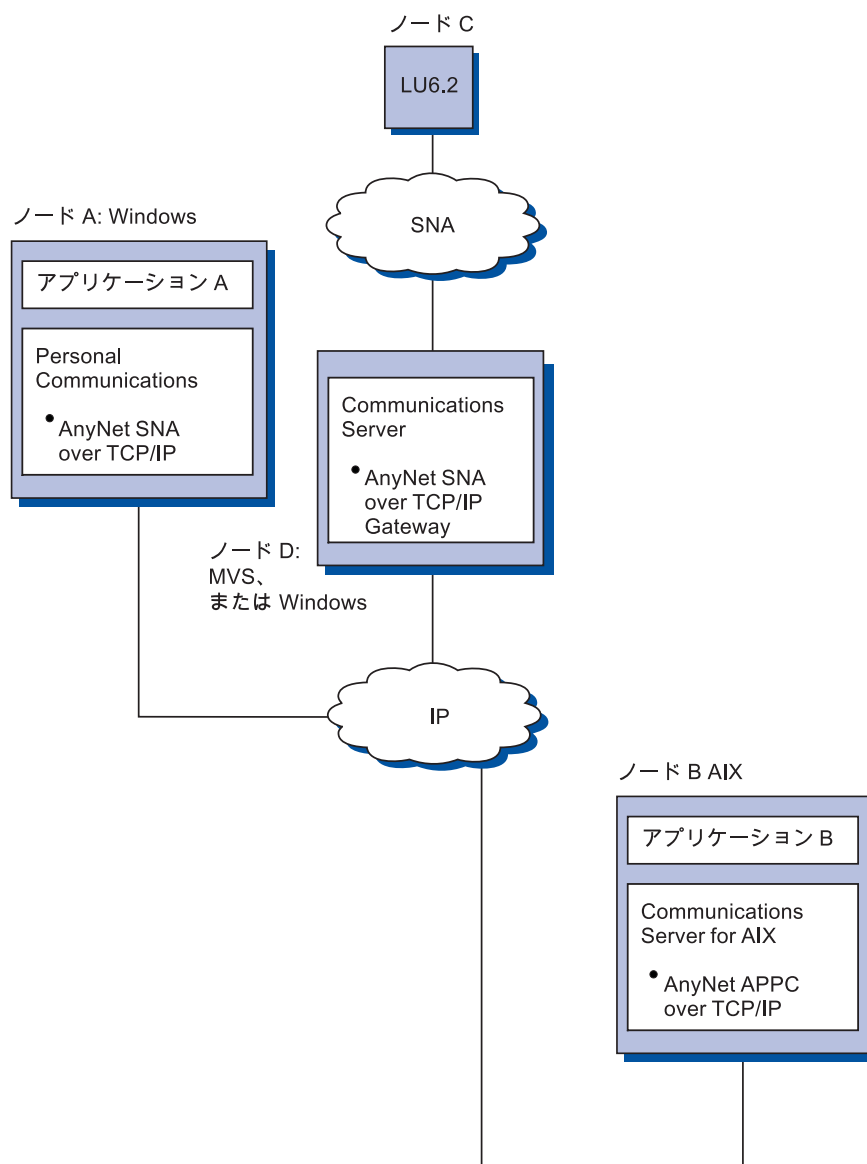 ノード C
LU6.2
SNA
ノード A: Windows
アプリケーション A
Personal
Communications
• AnyNet SNA
over TCP/IP
Communications
Server
• AnyNet SNA
over TCP/IP
Gateway
ノード D:
MVS、
または Windows
IP
ノード B AIX
アプリケーション B
Communications
Server for AIX
• AnyNet APPC
over TCP/IP